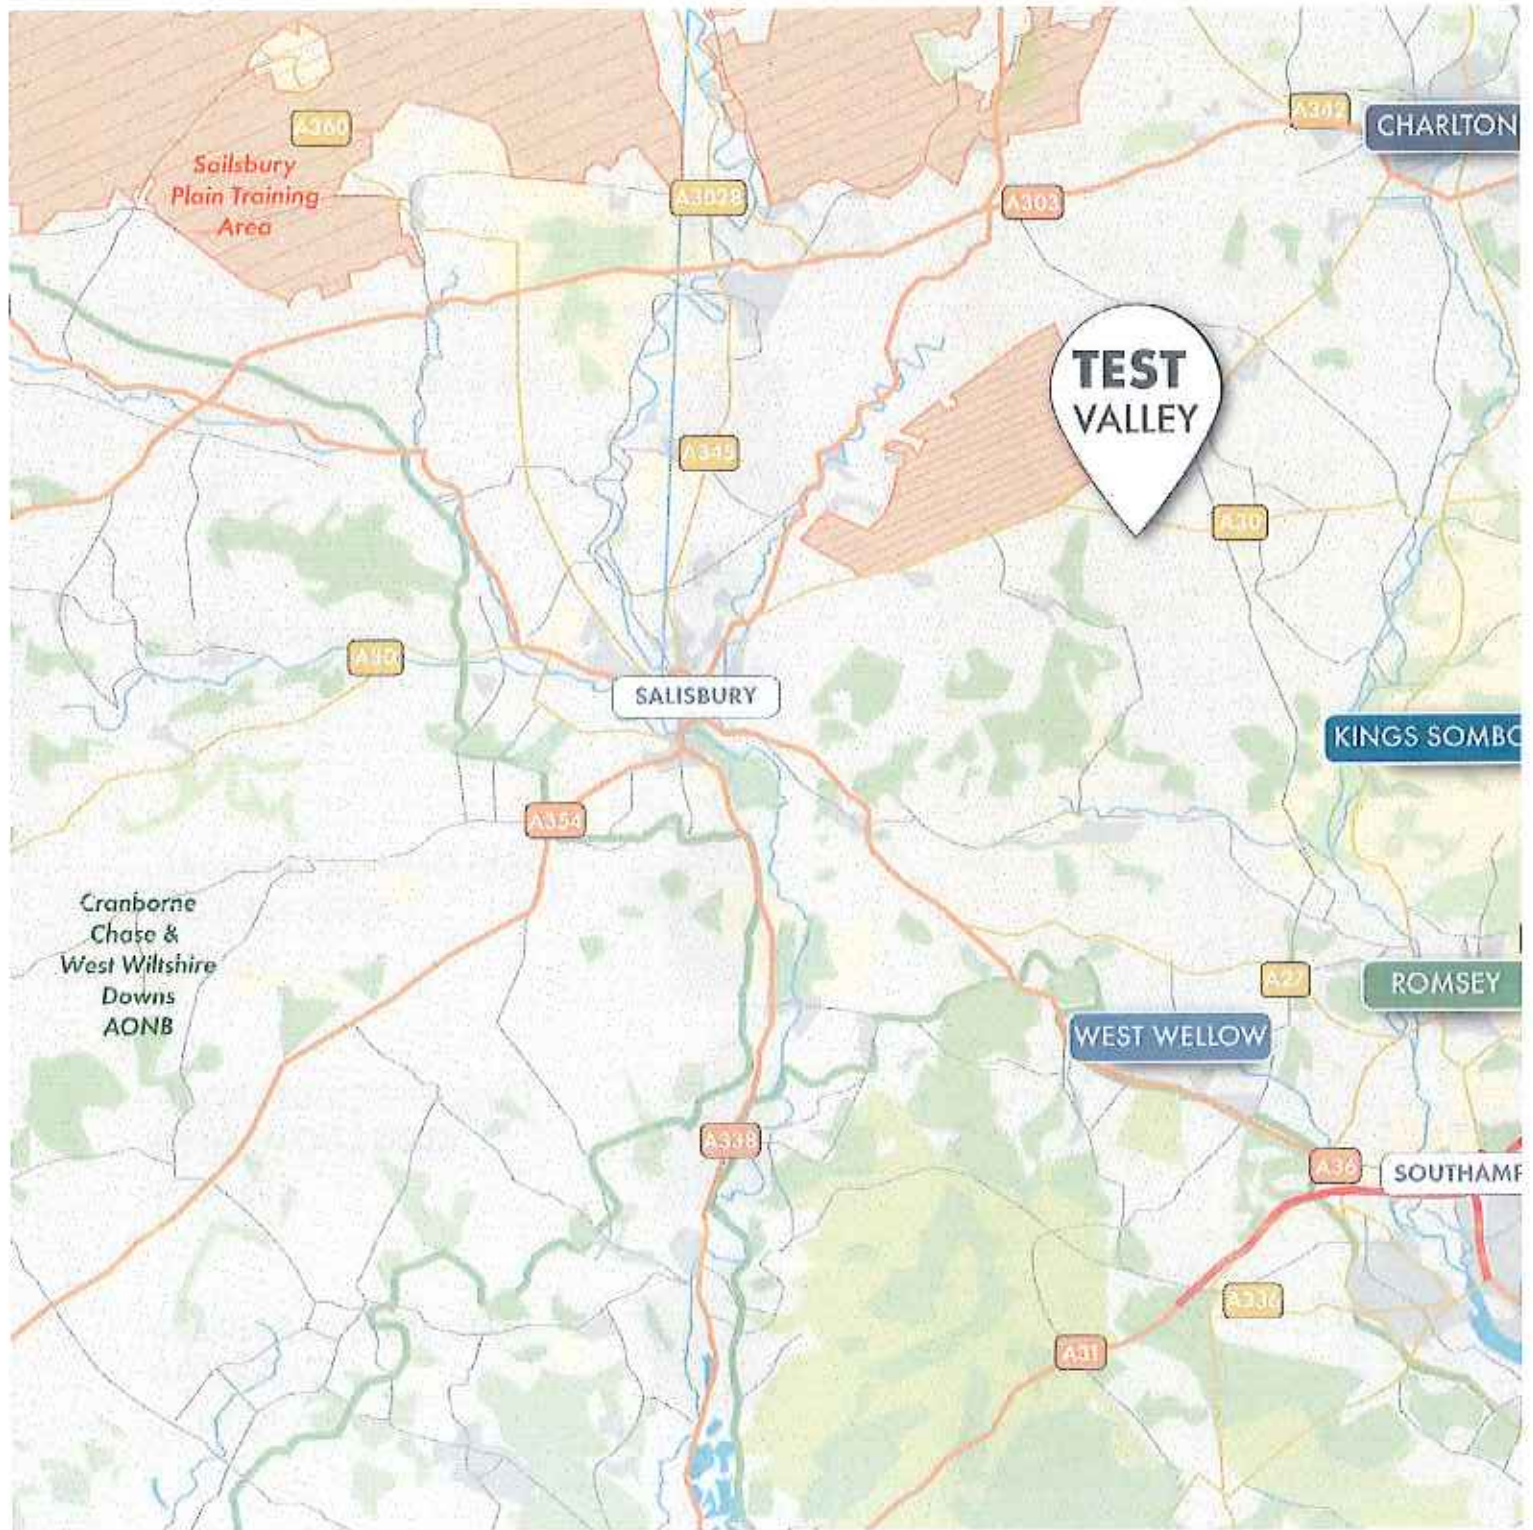 A360
A342
CHARLTON
Sailsbury
Plain Training
Area
A3028
A303
TEST
VALLEY
A345
A30
A30
SALISBURY
KINGS SOMBO
A354
Cranborne
Chase &
West Wiltshire
Downs
AONB
A27
ROMSEY
WEST WELLOW
A338
A36
SOUTHAMP
A336
A31